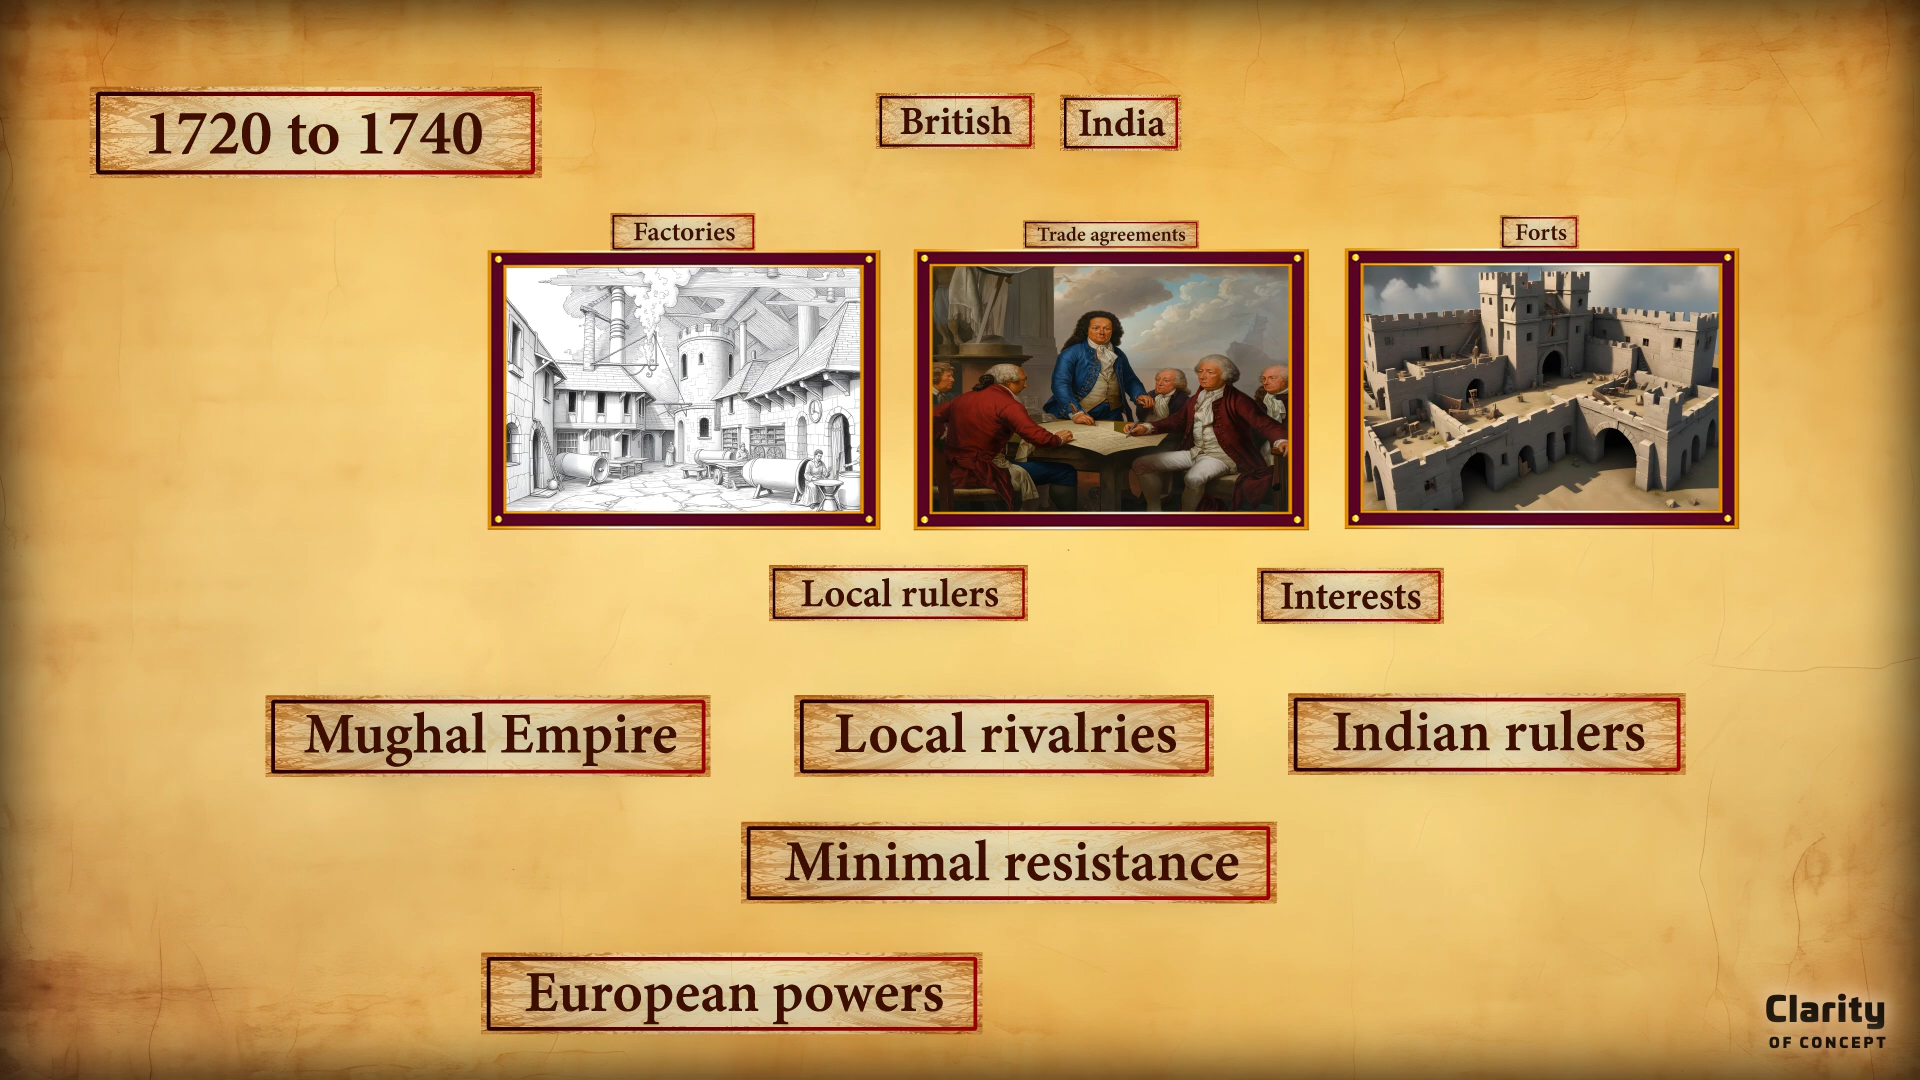 1720 to 1740
British
India
Factories
Trade agreements
Forts
Local rulers
Interests
Mughal Empire
Local rivalries
Indian rulers
Minimal resistance
European powers
Clarity
OF CONCEPT